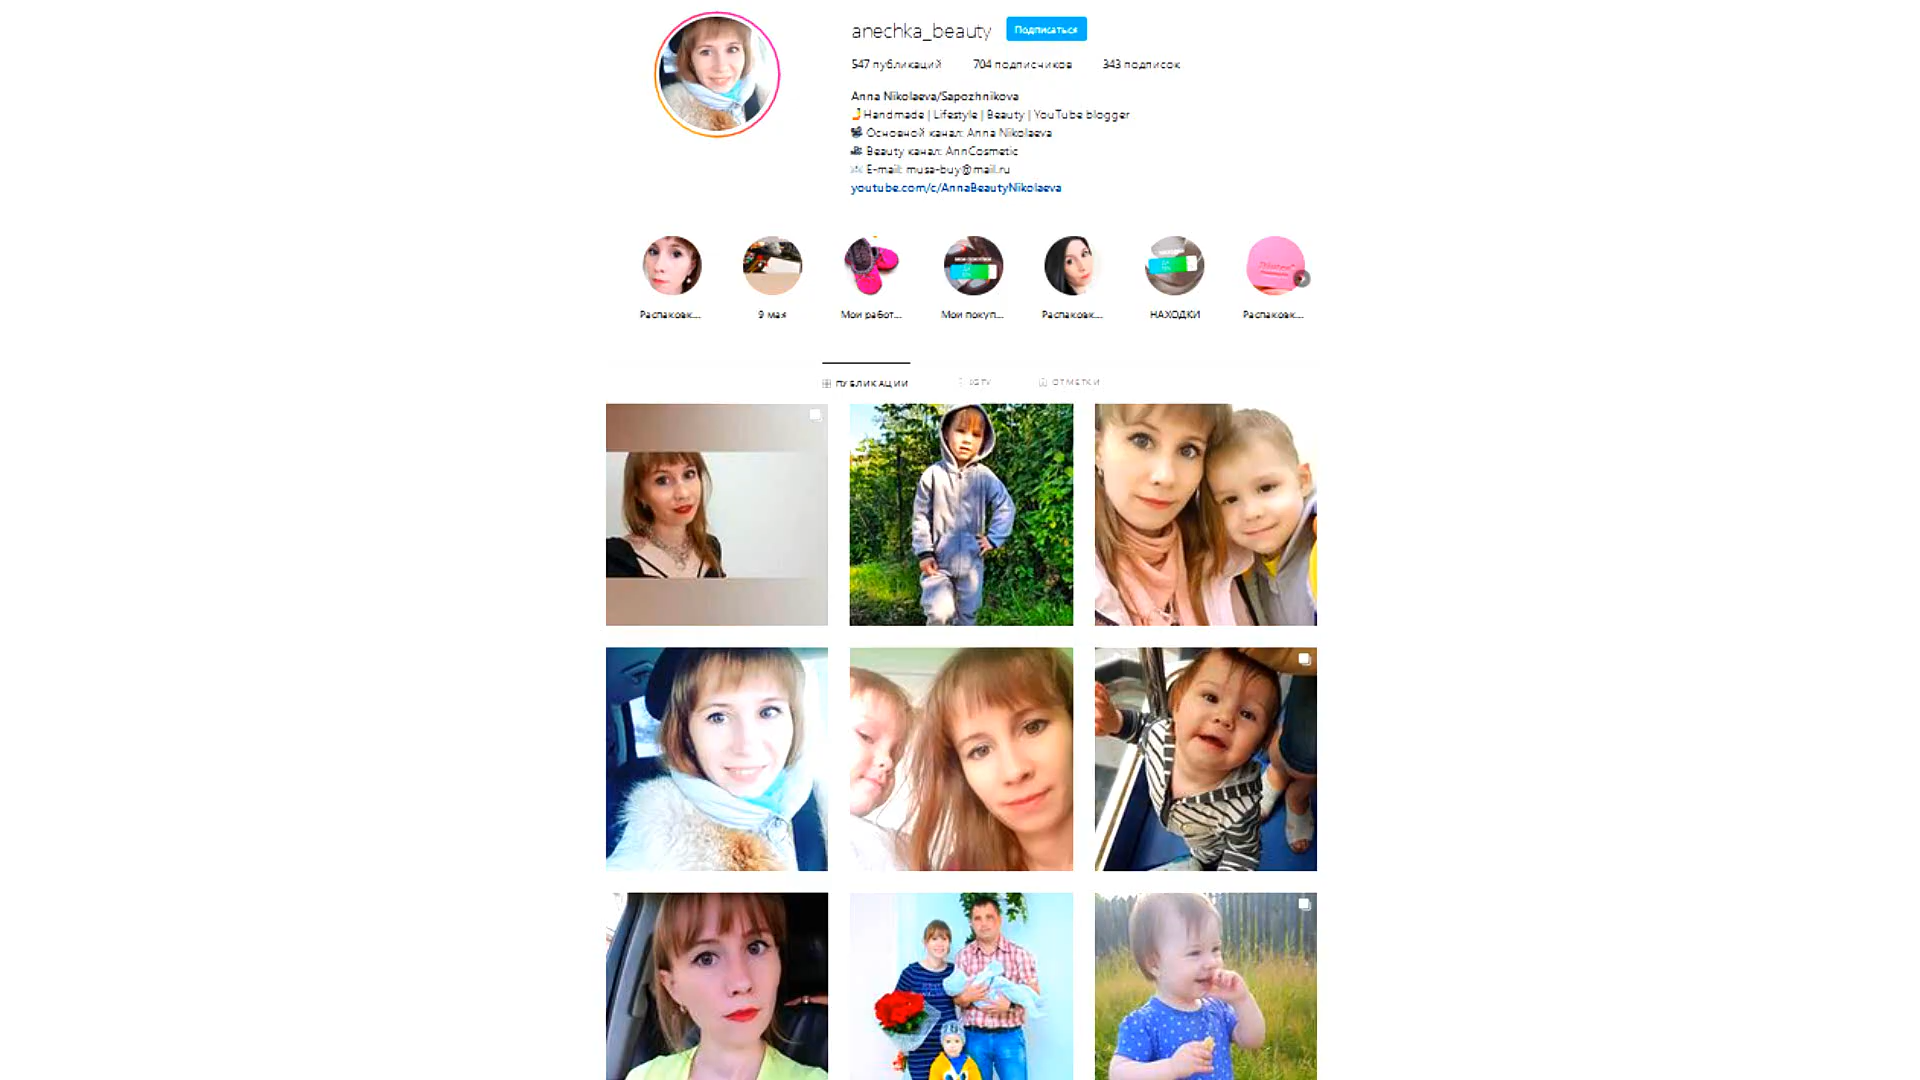 anechka_beauty Подписаться
547 публикаций 704 подписчиков 343 подписок
Anna Nikolaeva/Sapozhnikova
Handmade | Lifestyle | Beauty | YouTube blogger
Основной канал: Anna Nikolaeva
Beauty канал: AnnCosmetic
E-mail: musa-buy@mail.ru
youtube.com/c/AnnaBeautyNikolaeva
МОИ ПОКУПКИ
Распаковк... 9 мая Мои работ... Мои покуп... Распаковк... НАХОДКИ Распаковк...
ПУБЛИКАЦИИ IGTV ОТМЕТКИ